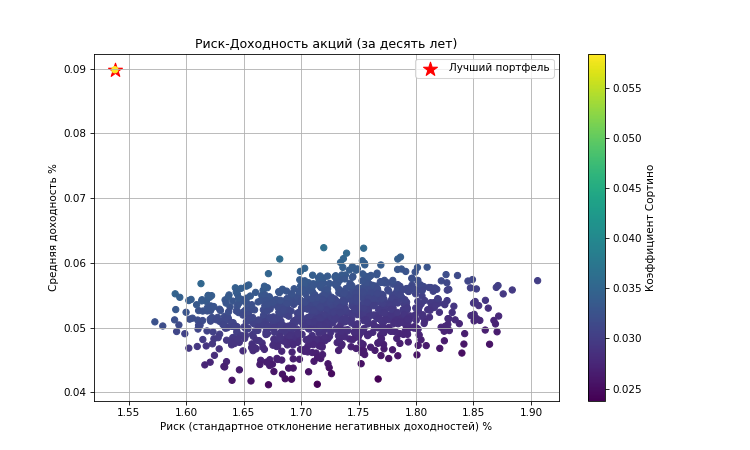 Риск-Доходность акций (за десять лет)
Лучший портфель
0.09
0.08
0.07
0.06
0.05
0.04
Средняя доходность %
1.55 1.60 1.65 1.70 1.75 1.80 1.85 1.90
Риск (стандартное отклонение негативных доходностей) %
0.055
0.050
0.045
0.040
0.035
0.030
0.025
Коэффициент Сортино